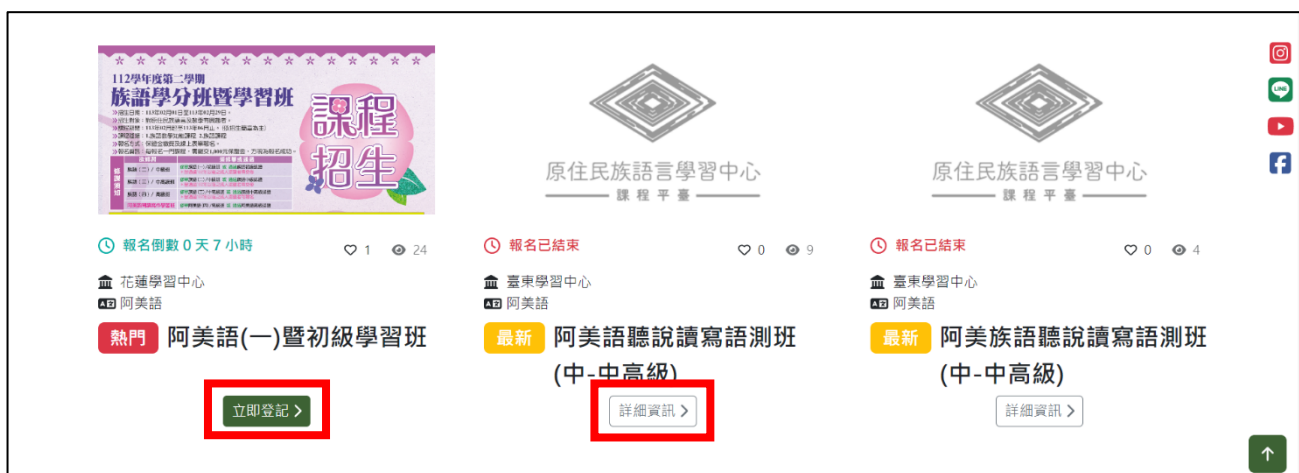 112學年度第二學期
族語學分班暨學習班
課程
招生
原住民族語言學習中心
課程平臺
原住民族語言學習中心
課程平臺
LINE
報名倒數 0 天 7 小時 1 24
報名已結束 0 9
報名已結束 0 4
花蓮學習中心
臺東學習中心
臺東學習中心
阿美語
阿美語
阿美語
熱門 阿美語(一)暨初級學習班
最新 阿美語聽說讀寫語測班
(中-中高級)
最新 阿美族語聽說讀寫語測班
(中-中高級)
立即登記
詳細資訊
詳細資訊